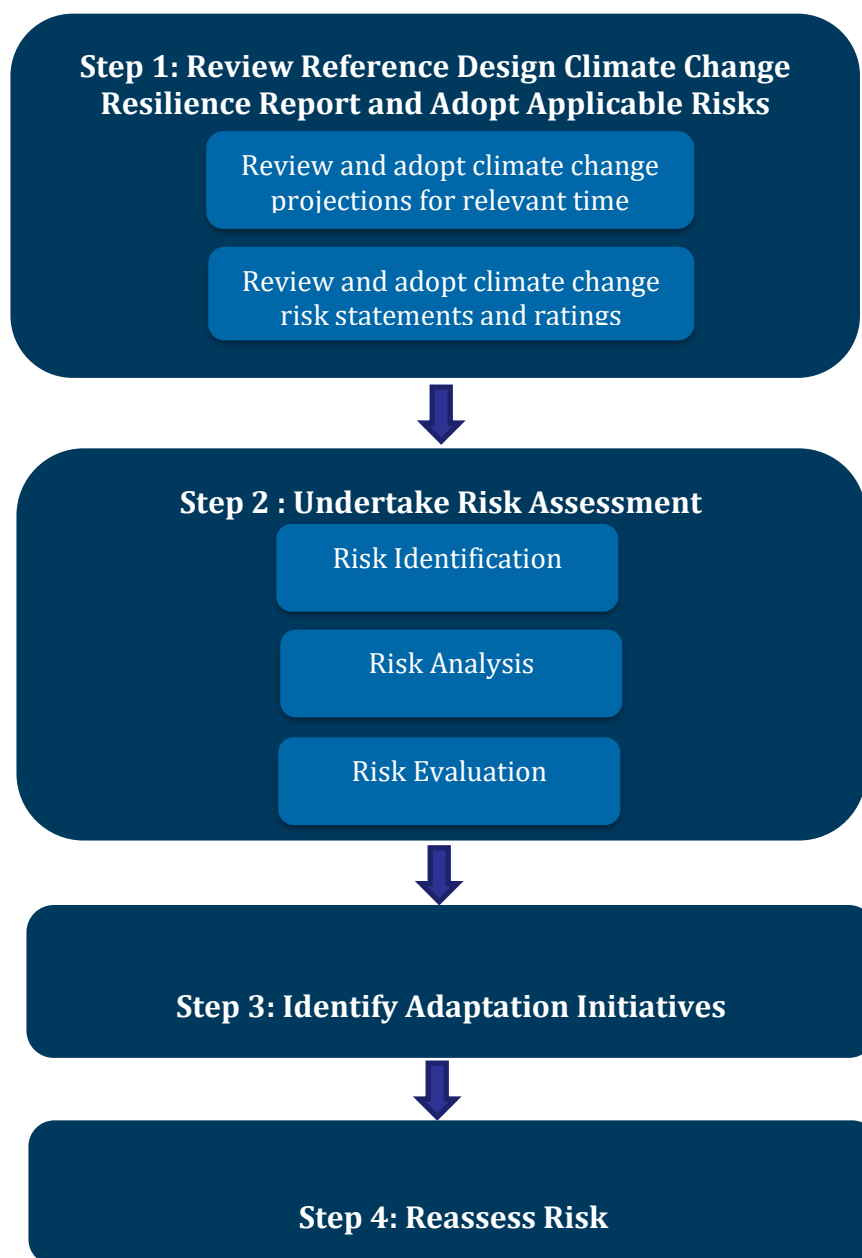 Step 1: Review Reference Design Climate Change
Resilience Report and Adopt Applicable Risks
Review and adopt climate change
projections for relevant time
Review and adopt climate change
risk statements and ratings
Step 2 : Undertake Risk Assessment
Risk Identification
Risk Analysis
Risk Evaluation
Step 3: Identify Adaptation Initiatives
Step 4: Reassess Risk